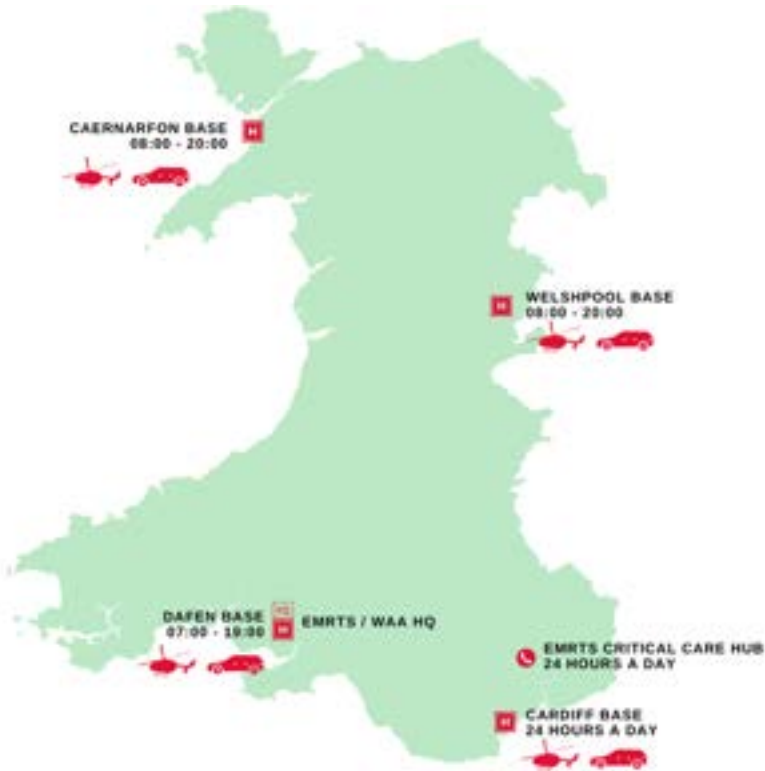 CAERNARFON BASE
08:00 - 20:00
H
WELSHPOOL BASE
08:00 - 20:00
H
DAFEN BASE
07:00 - 19:00
HQ
H
EMRTS / WAA HQ
EMRTS CRITICAL CARE HUB
24 HOURS A DAY
H
CARDIFF BASE
24 HOURS A DAY